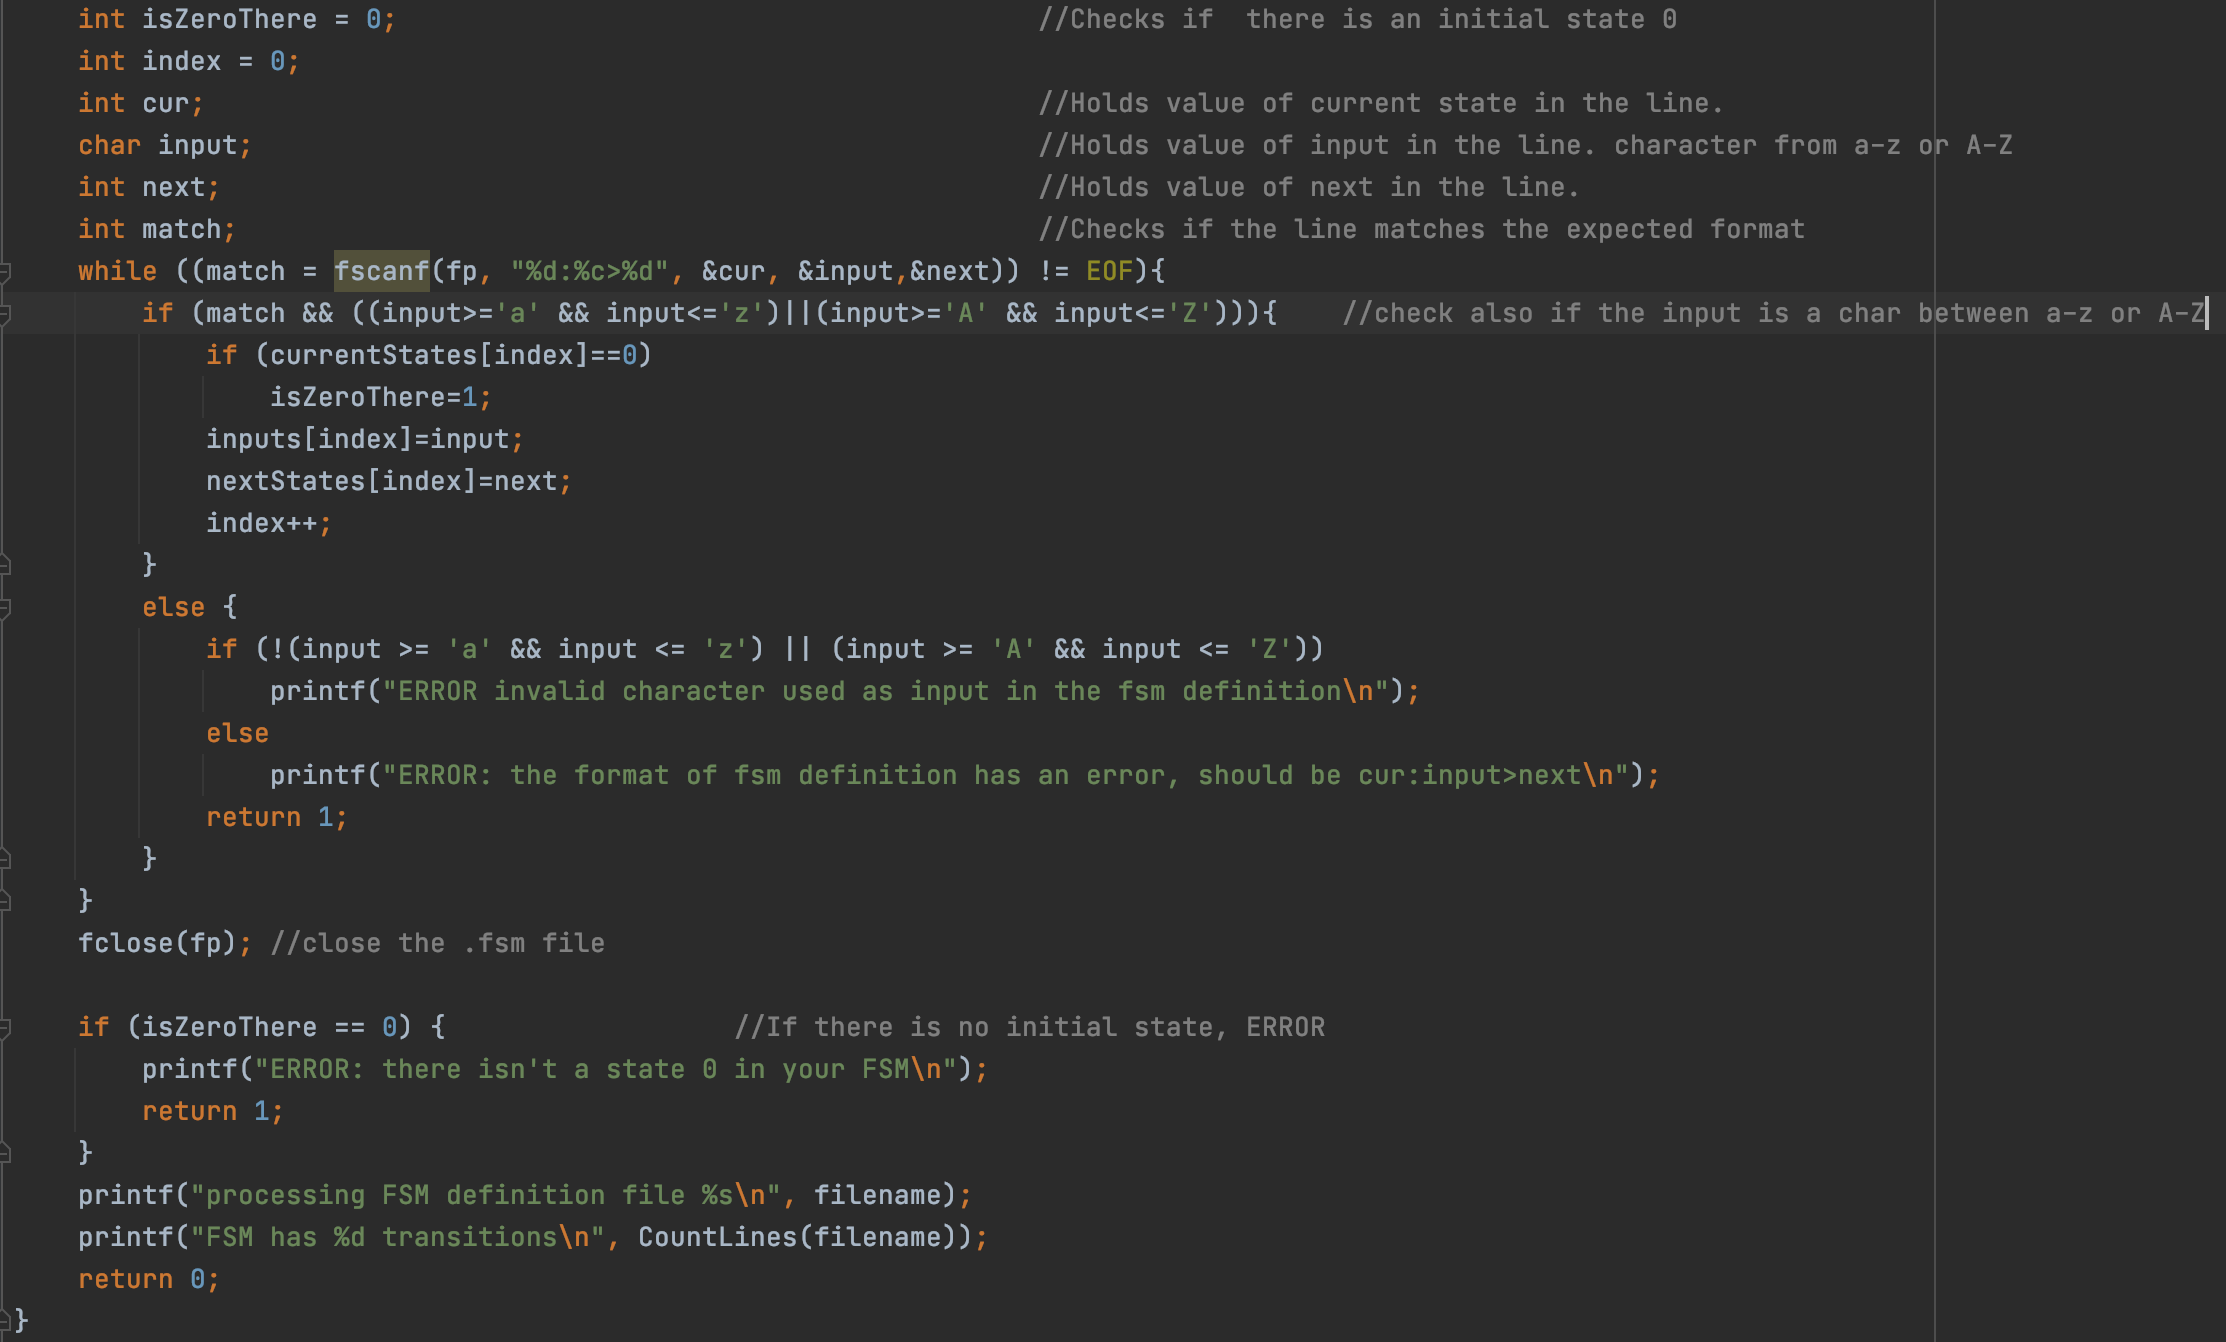 int isZeroThere = 0; //Checks if  there is an initial state 0
int index = 0;
int cur; //Holds value of current state in the line.
char input; //Holds value of input in the line. character from a-z or A-Z
int next; //Holds value of next in the line.
int match; //Checks if the line matches the expected format
while ((match = fscanf(fp, "%d:%c>%d", &cur, &input,&next)) != EOF){
if (match && ((input>='a' && input<='z')||(input>='A' && input<='Z'))){ //check also if the input is a char between a-z or A-Z
if (currentStates[index]==0)
isZeroThere=1;
inputs[index]=input;
nextStates[index]=next;
index++;
}
else {
if (!(input >= 'a' && input <= 'z') || (input >= 'A' && input <= 'Z'))
printf("ERROR invalid character used as input in the fsm definition\n");
else
printf("ERROR: the format of fsm definition has an error, should be cur:input>next\n");
return 1;
}
}
fclose(fp); //close the .fsm file
if (isZeroThere == 0) { //If there is no initial state, ERROR
printf("ERROR: there isn't a state 0 in your FSM\n");
return 1;
}
printf("processing FSM definition file %s\n", filename);
printf("FSM has %d transitions\n", CountLines(filename));
return 0;
}